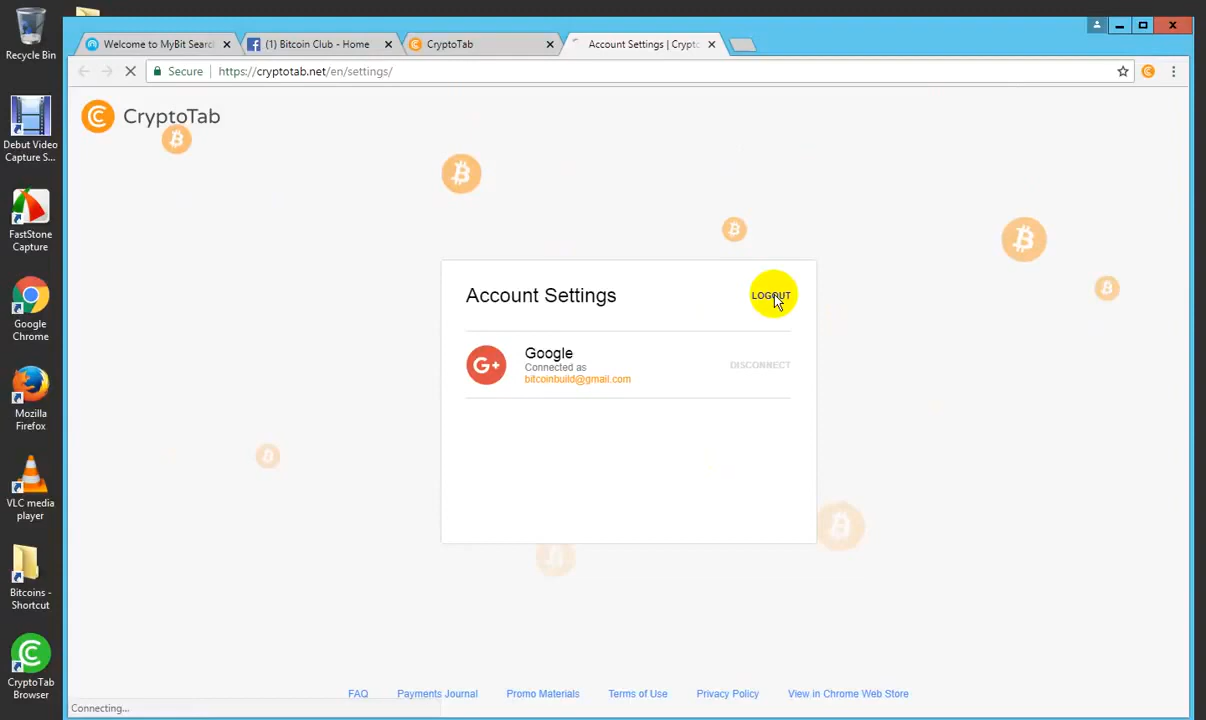 Recycle Bin
Debut Video
Capture S...
FastStone
Capture
Google
Chrome
Mozilla
Firefox
VLC media
player
Bitcoins -
Shortcut
CryptoTab
Browser
Welcome to MyBit Searc
(1) Bitcoin Club - Home
CryptoTab
Account Settings | Crypto
Secure
https://cryptotab.net/en/settings/
CryptoTab
Account Settings
LOGOUT
Google
Connected as
bitcoinbuild@gmail.com
DISCONNECT
FAQ Payments Journal Promo Materials Terms of Use Privacy Policy View in Chrome Web Store
Connecting...